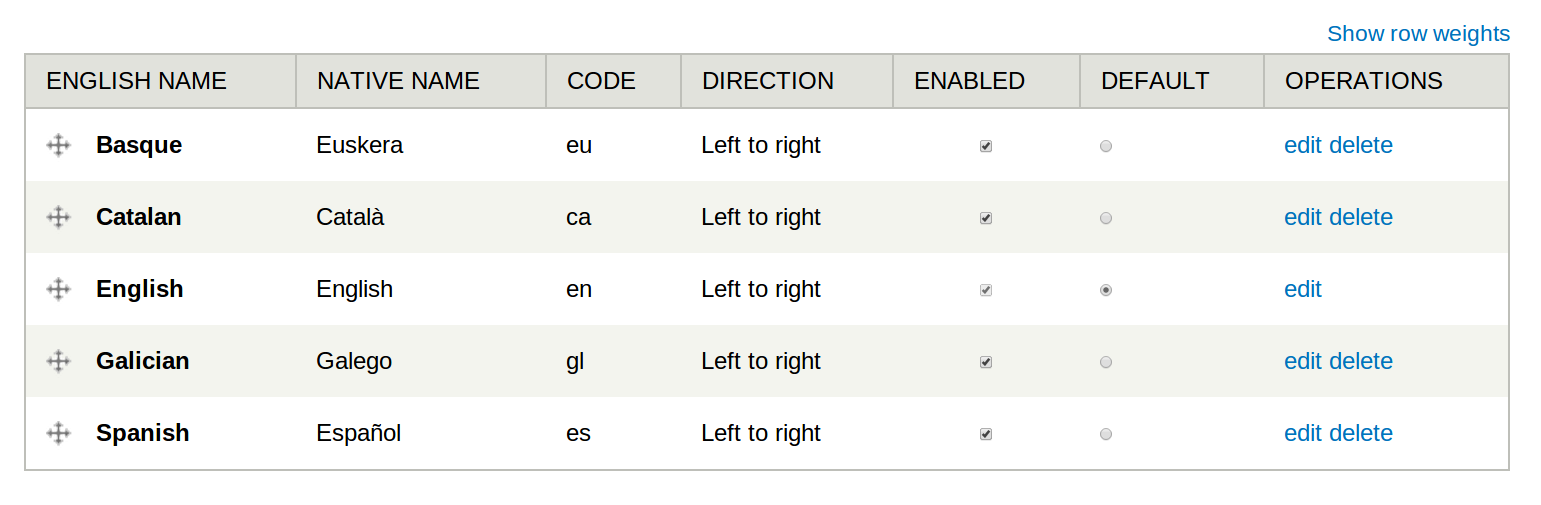 Show row weights
ENGLISH NAME NATIVE NAME CODE DIRECTION ENABLED DEFAULT OPERATIONS
Basque Euskera eu Left to right edit delete
Catalan Català ca Left to right edit delete
English English en Left to right edit
Galician Galego gl Left to right edit delete
Spanish Español es Left to right edit delete